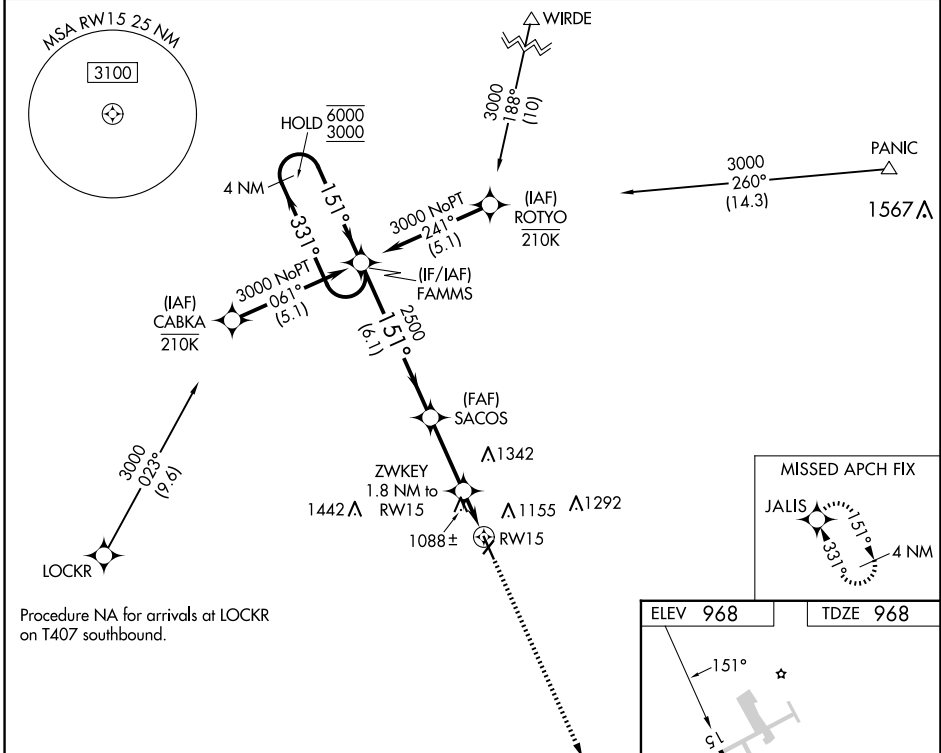 MSA RW15 25 NM
3100
WIRDE
3000
188°
(10)
HOLD
6000
3000
4 NM
151°
331°
PANIC
3000
260°
(14.3)
1567
(IAF)
ROTYO
210K
3000 NoPT
241°
(5.1)
(IF/IAF)
FAMMS
3000 NoPT
061°
(5.1)
(IAF)
CABKA
210K
2500
151°
(6.1)
(FAF)
SACOS
3000
023°
(9.6)
LOCKR
1342
ZWKEY
1.8 NM to
RW15
1442
1155
1292
1088±
RW15
MISSED APCH FIX
JALIS
151°
331°
4 NM
Procedure NA for arrivals at LOCKR
on T407 southbound.
ELEV 968
TDZE 968
151°
15